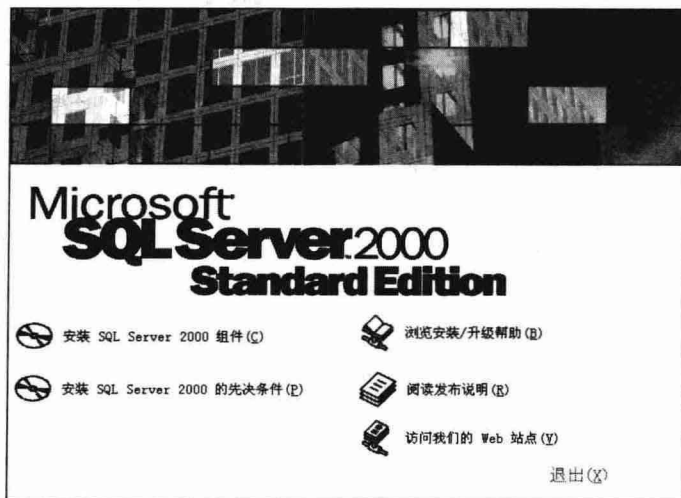 Microsoft
SQL Server 2000
Standard Edition
安装 SQL Server 2000 组件(C)
浏览安装/升级帮助(B)
安装 SQL Server 2000 的先决条件(P)
阅读发布说明(R)
访问我们的 Web 站点(V)
退出(X)